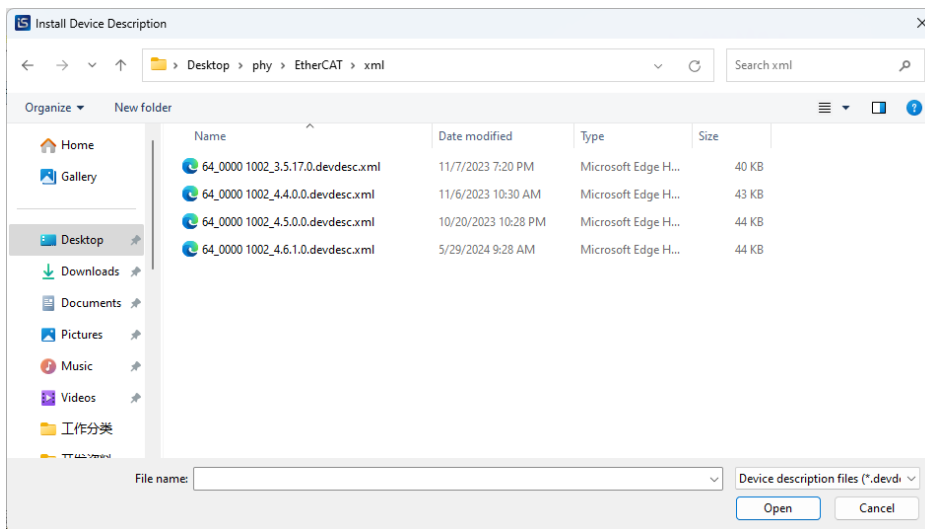 Install Device Description
Desktop > phy > EtherCAT > xml
Search xml
Organize
New folder
Home
Gallery
Desktop
Downloads
Documents
Pictures
Music
Videos
工作分类
Name Date modified Type Size
64_0000 1002_3.5.17.0.devdesc.xml 11/7/2023 7:20 PM Microsoft Edge H... 40 KB
64_0000 1002_4.4.0.0.devdesc.xml 11/6/2023 10:30 AM Microsoft Edge H... 43 KB
64_0000 1002_4.5.0.0.devdesc.xml 10/20/2023 10:28 PM Microsoft Edge H... 44 KB
64_0000 1002_4.6.1.0.devdesc.xml 5/29/2024 9:28 AM Microsoft Edge H... 44 KB
File name:
Device description files (*.devd
Open
Cancel